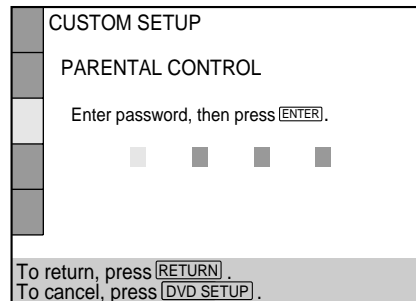 CUSTOM SETUP
PARENTAL CONTROL
Enter password, then press ENTER.
To return, press RETURN .
To cancel, press DVD SETUP .